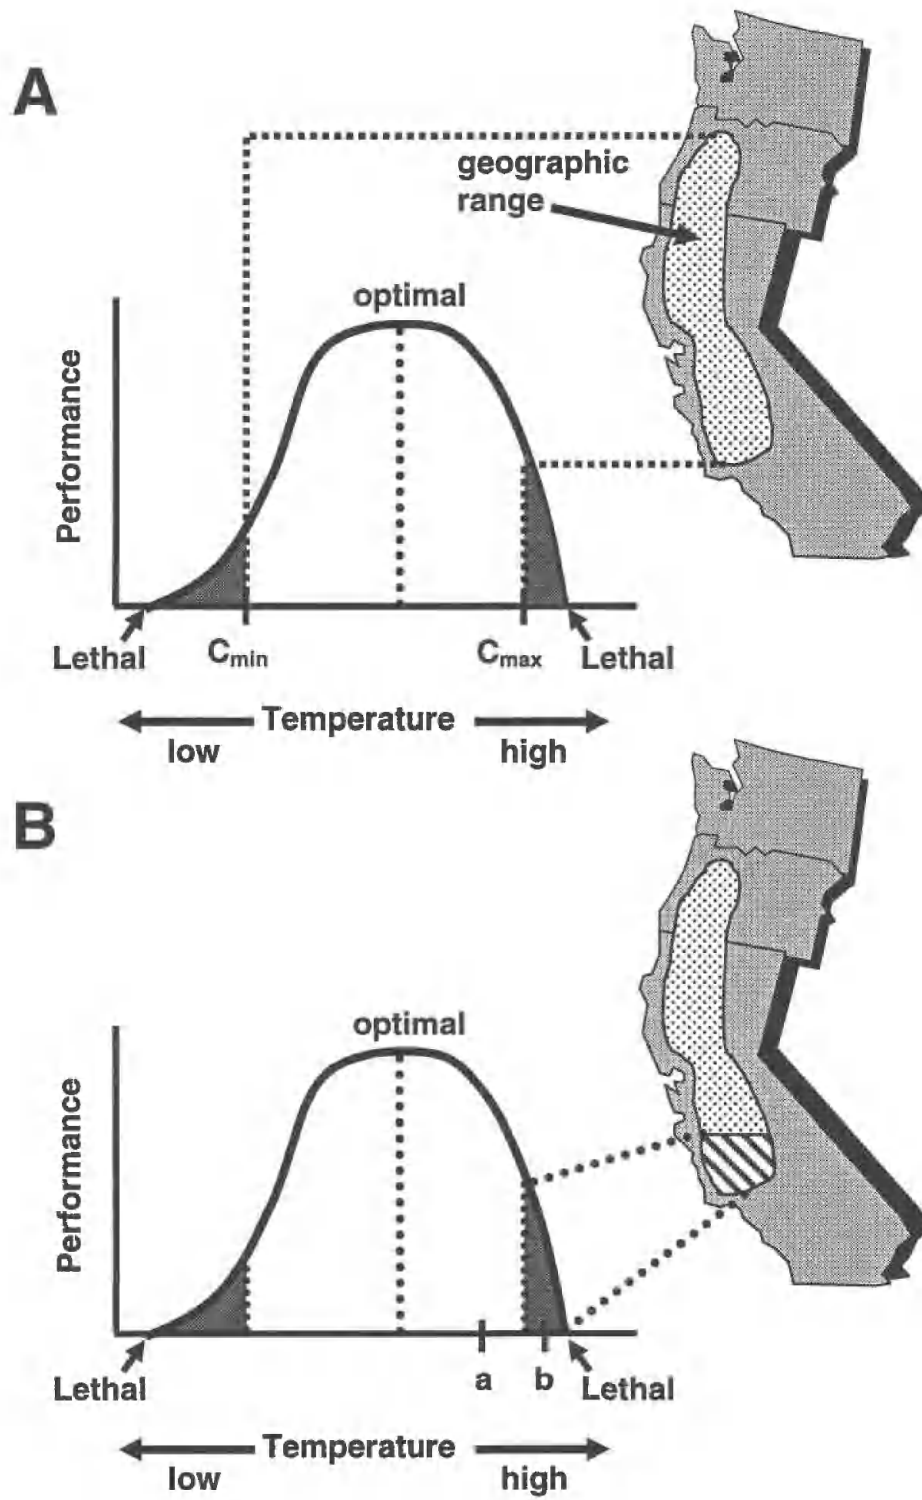 A
geographic
range
optimal
Performance
Lethal
Cmin
Cmax
Lethal
Temperature
low
high
B
optimal
Performance
a
b
Lethal
Lethal
Temperature
low
high